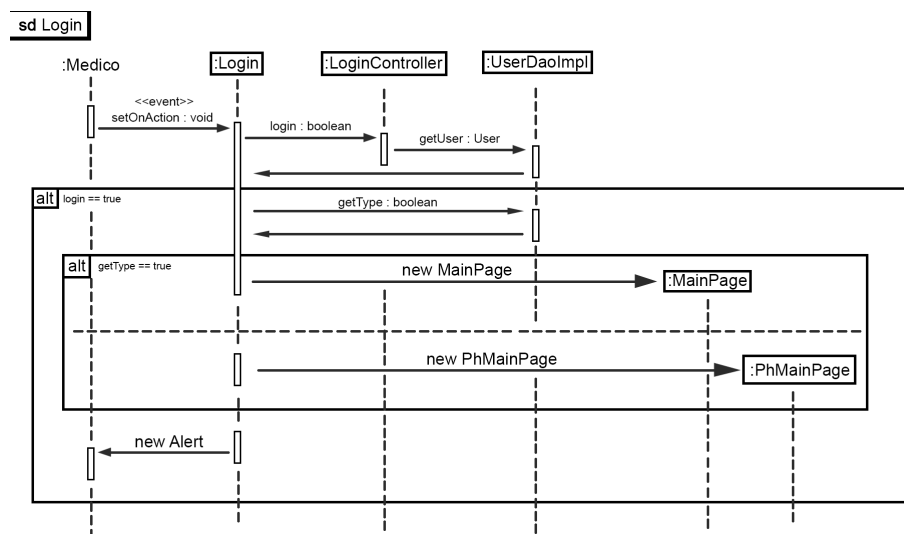 sd Login
:Medico
:Login
:LoginController
:UserDaoImpl
<<event>>
setOnAction : void
login : boolean
getUser : User
alt
login == true
getType : boolean
alt
getType == true
new MainPage
:MainPage
new PhMainPage
:PhMainPage
new Alert